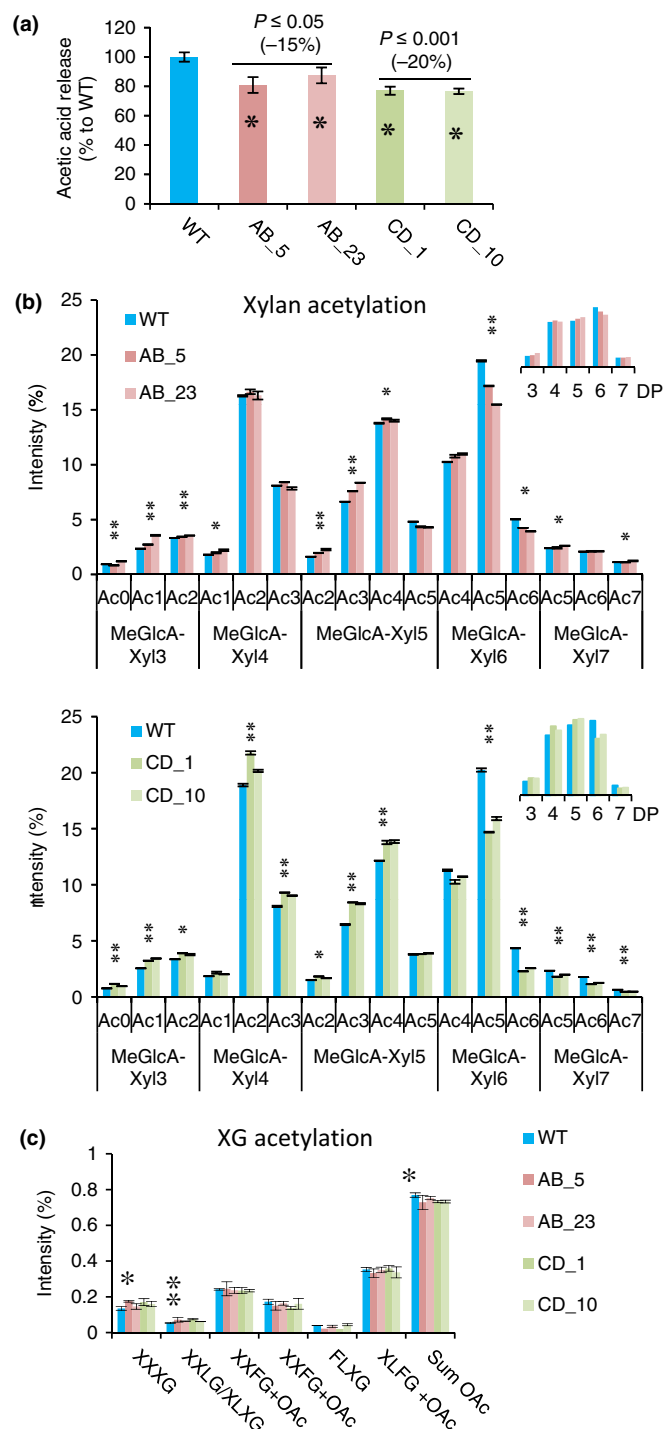 (a)
P ≤ 0.05
(–15%)
P ≤ 0.001
(–20%)
Acetic acid release
(% to WT)
120
100
80
60
40
20
0
* * * *
WT AB_5 AB_23 CD_1 CD_10
(b)
Xylan acetylation
WT
AB_5
AB_23
Intenisty (%)
25
20
15
10
5
0
** ** ** * ** ** * ** * * *
3 4 5 6 7 DP
Ac0 Ac1 Ac2 Ac1 Ac2 Ac3 Ac2 Ac3 Ac4 Ac5 Ac4 Ac5 Ac6 Ac5 Ac6 Ac7
MeGlcA-Xyl5
MeGlcA- MeGlcA- MeGlcA- MeGlcA-
Xyl3 Xyl4 Xyl6 Xyl7
WT
CD_1
CD_10
ηtensity (%)
25
20
15
10
5
0
** ** * ** ** * ** ** ** ** ** ** **
3 4 5 6 7 DP
Ac0 Ac1 Ac2 Ac1 Ac2 Ac3 Ac2 Ac3 Ac4 Ac5 Ac4 Ac5 Ac6 Ac5 Ac6 Ac7
MeGlcA-Xyl5
MeGlcA- MeGlcA- MeGlcA- MeGlcA-
Xyl3 Xyl4 Xyl6 Xyl7
(c)
XG acetylation
WT
AB_5
AB_23
CD_1
CD_10
Intensity (%)
1
0.8
0.6
0.4
0.2
0
* ** *
XXXG
XXLG/XLXG
XXFG+OAc
XXFG+OAc
FLXG
XLFG +OAc
Sum OAc